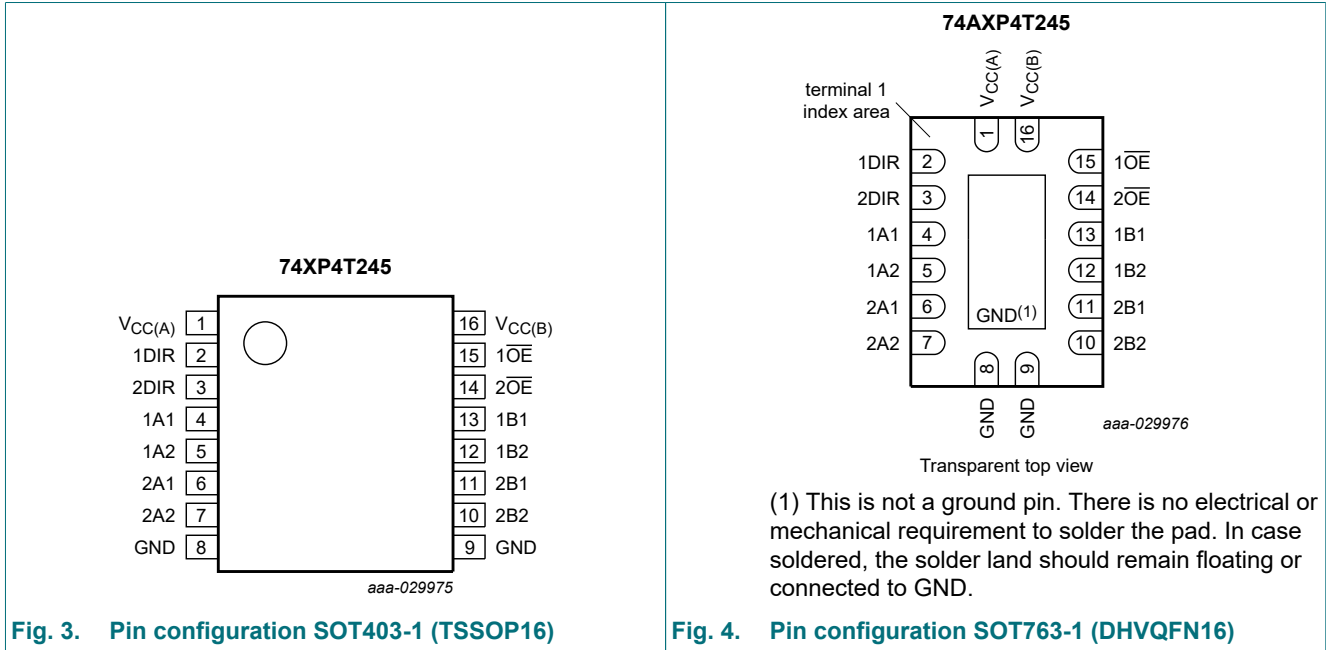 74XP4T245
VCC(A) 1
1DIR 2
2DIR 3
1A1 4
1A2 5
2A1 6
2A2 7
GND 8
16 VCC(B)
15 1O̅E̅
14 2O̅E̅
13 1B1
12 1B2
11 2B1
10 2B2
9 GND
aaa-029975
Fig. 3. Pin configuration SOT403-1 (TSSOP16)
74AXP4T245
terminal 1
index area
VCC(A)
VCC(B)
1
16
1DIR 2
2DIR 3
1A1 4
1A2 5
2A1 6
2A2 7
15 1O̅E̅
14 2O̅E̅
13 1B1
12 1B2
11 2B1
10 2B2
GND(1)
8
9
GND
GND
aaa-029976
Transparent top view
(1) This is not a ground pin. There is no electrical or
mechanical requirement to solder the pad. In case
soldered, the solder land should remain floating or
connected to GND.
Fig. 4. Pin configuration SOT763-1 (DHVQFN16)